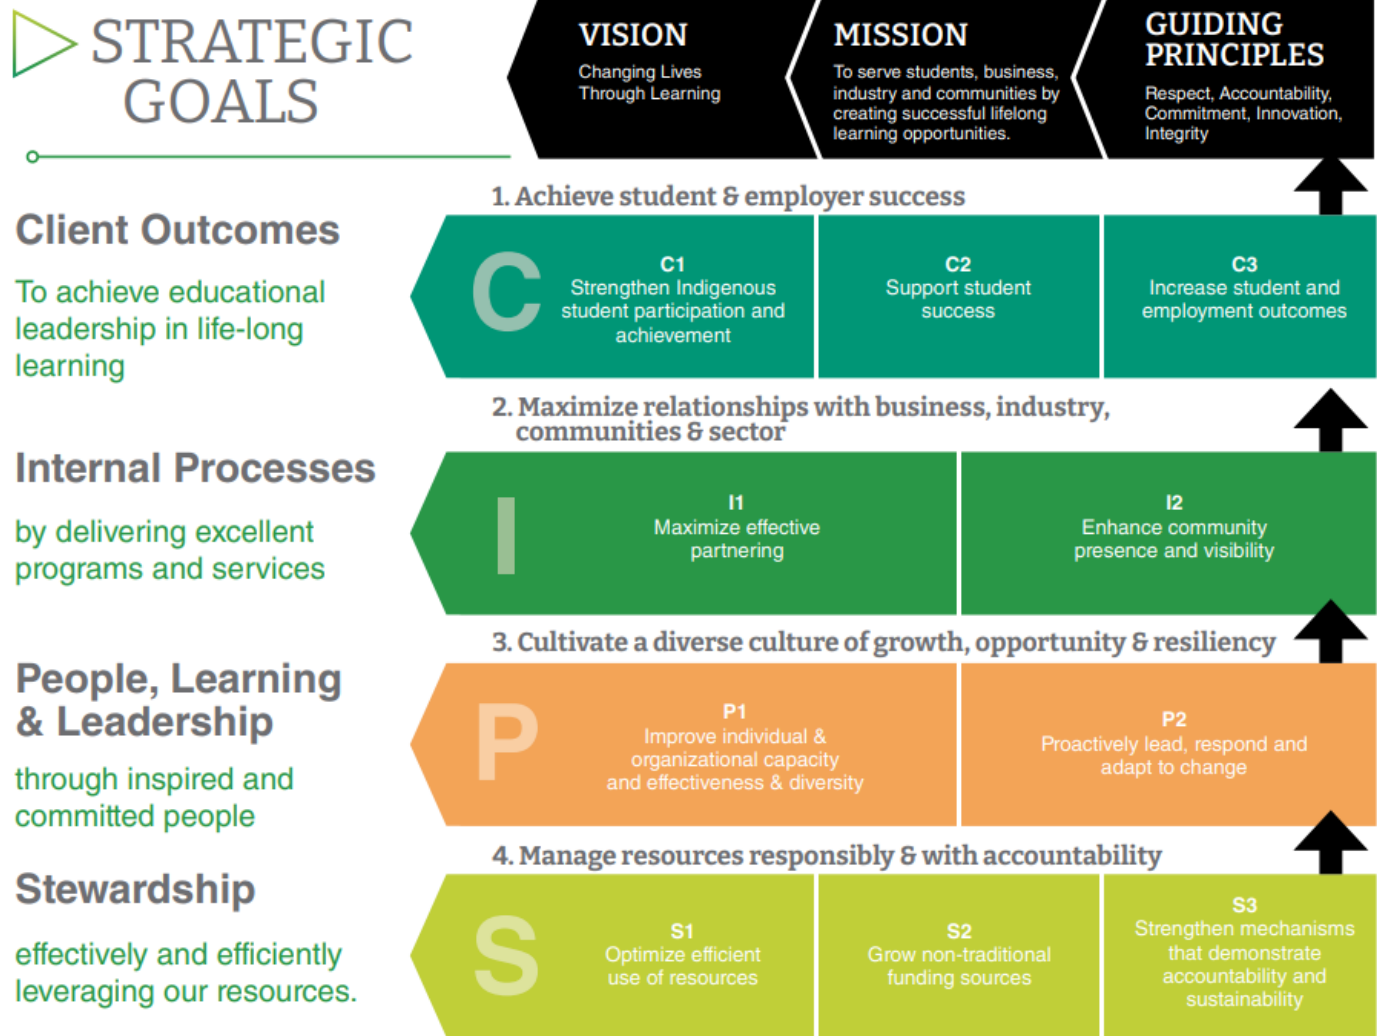 STRATEGIC
GOALS
VISION
Changing Lives
Through Learning
MISSION
To serve students, business,
industry and communities by
creating successful lifelong
learning opportunities.
GUIDING
PRINCIPLES
Respect, Accountability,
Commitment, Innovation,
Integrity
Client Outcomes
To achieve educational
leadership in life-long
learning
1. Achieve student & employer success
C
C1
Strengthen Indigenous
student participation and
achievement
C2
Support student
success
C3
Increase student and
employment outcomes
Internal Processes
by delivering excellent
programs and services
2. Maximize relationships with business, industry,
communities & sector
I
I1
Maximize effective
partnering
I2
Enhance community
presence and visibility
People, Learning
& Leadership
through inspired and
committed people
3. Cultivate a diverse culture of growth, opportunity & resiliency
P
P1
Improve individual &
organizational capacity
and effectiveness & diversity
P2
Proactively lead, respond and
adapt to change
Stewardship
effectively and efficiently
leveraging our resources.
4. Manage resources responsibly & with accountability
S
S1
Optimize efficient
use of resources
S2
Grow non-traditional
funding sources
S3
Strengthen mechanisms
that demonstrate
accountability and
sustainability